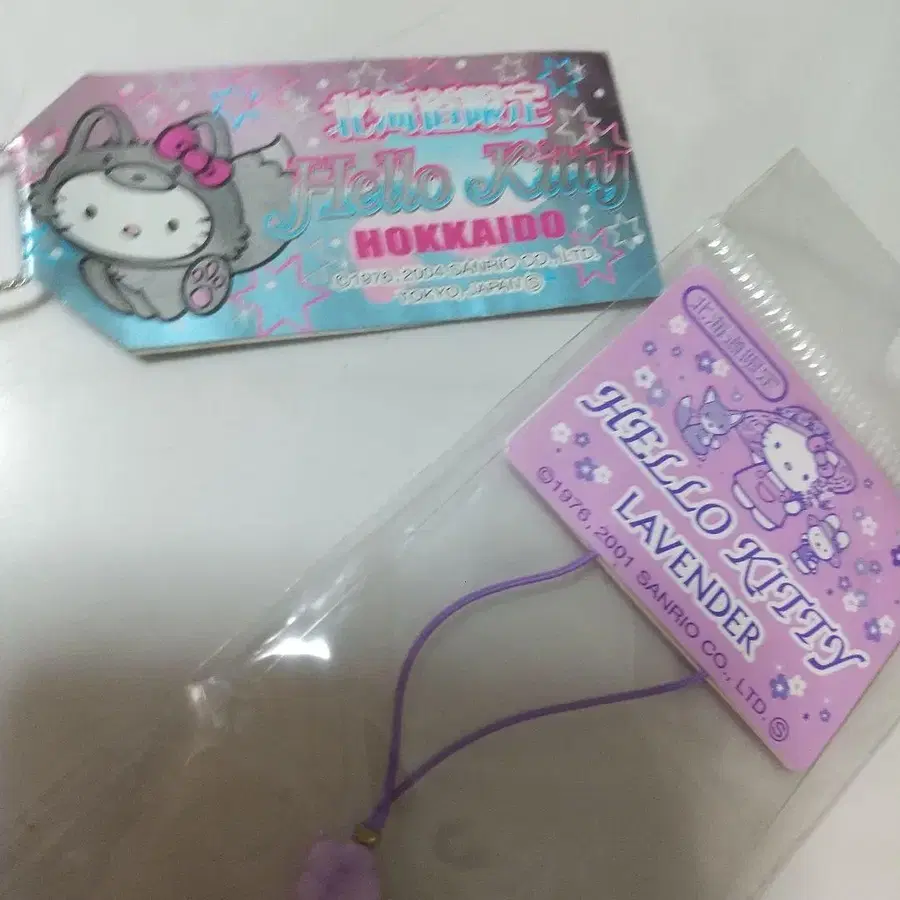 北海道限定
Hello Kitty
HOKKAIDO
©1976, 2004 SANRIO CO., LTD.
TOKYO, JAPAN Ⓢ
北海道限定
HELLO KITTY
LAVENDER
©1976, 2001 SANRIO CO., LTD. Ⓢ